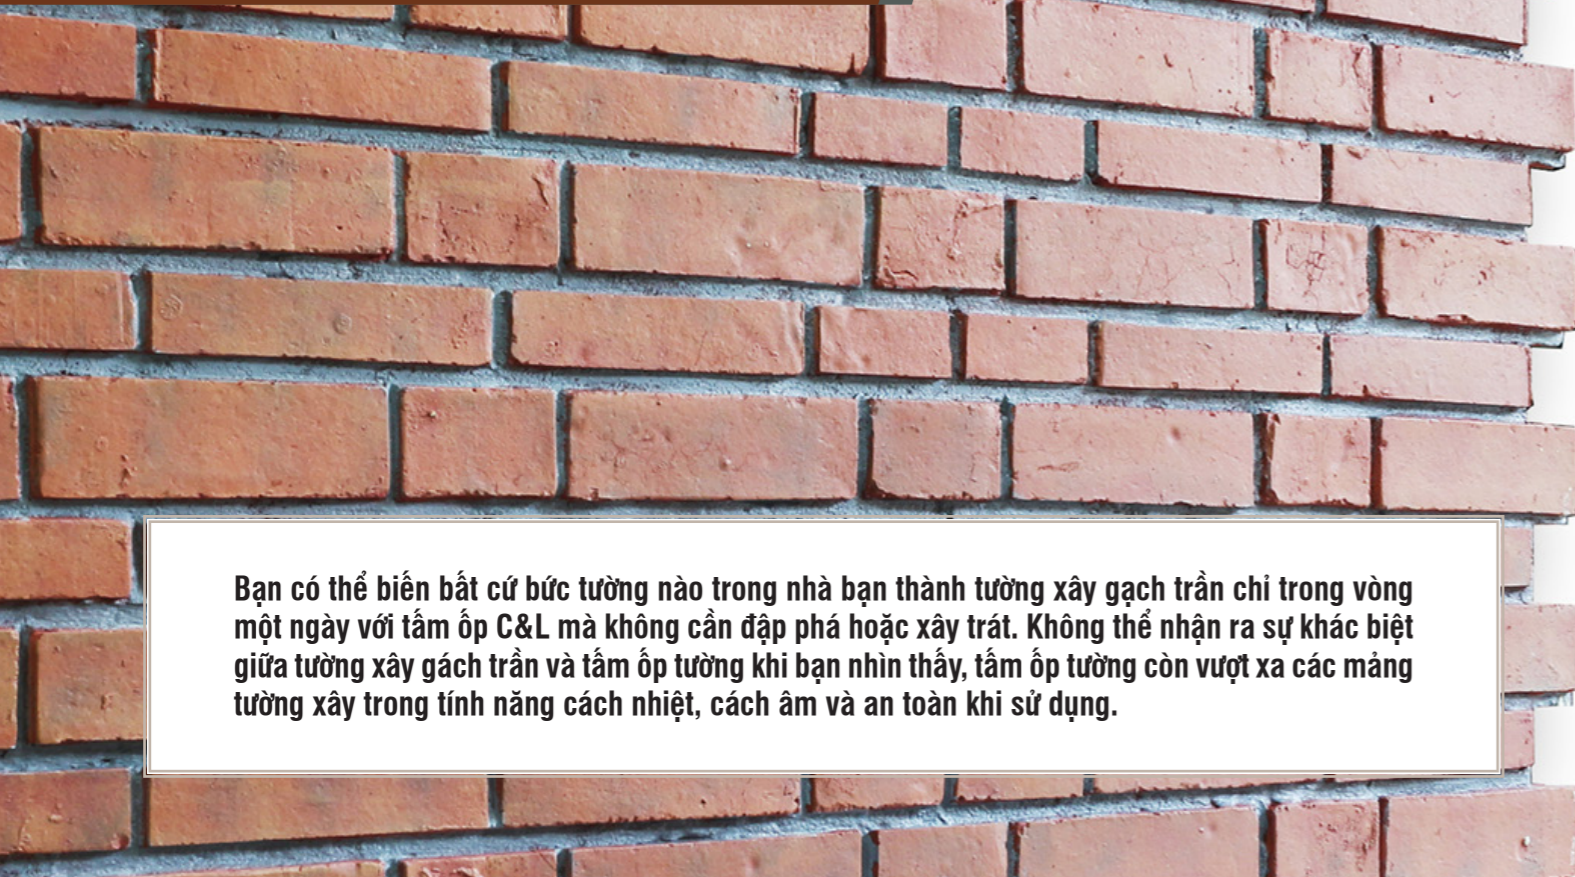 Bạn có thể biến bất cứ bức tường nào trong nhà bạn thành tường xây gạch trần chỉ trong vòng
một ngày với tấm ốp C&L mà không cần đập phá hoặc xây trát. Không thể nhận ra sự khác biệt
giữa tường xây gách trần và tấm ốp tường khi bạn nhìn thấy, tấm ốp tường còn vượt xa các mảng
tường xây trong tính năng cách nhiệt, cách âm và an toàn khi sử dụng.